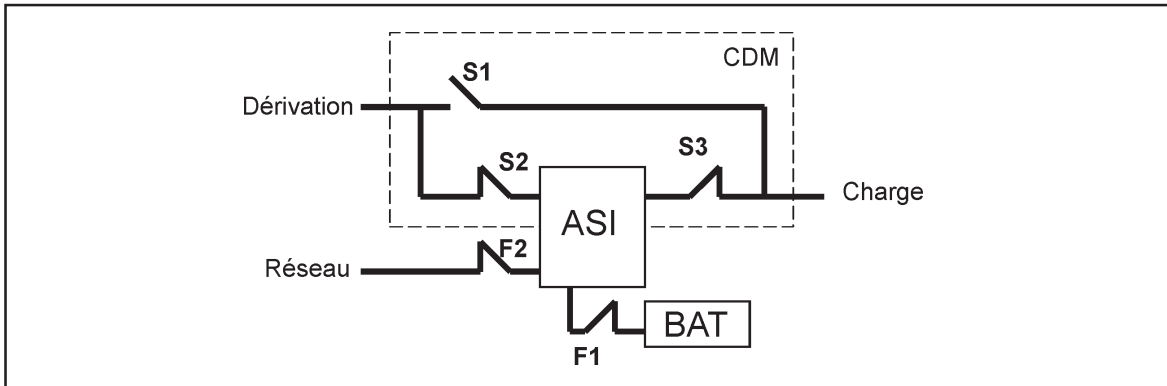 CDM
S1
Dérivation
S2
S3
Charge
ASI
F2
Réseau
BAT
F1